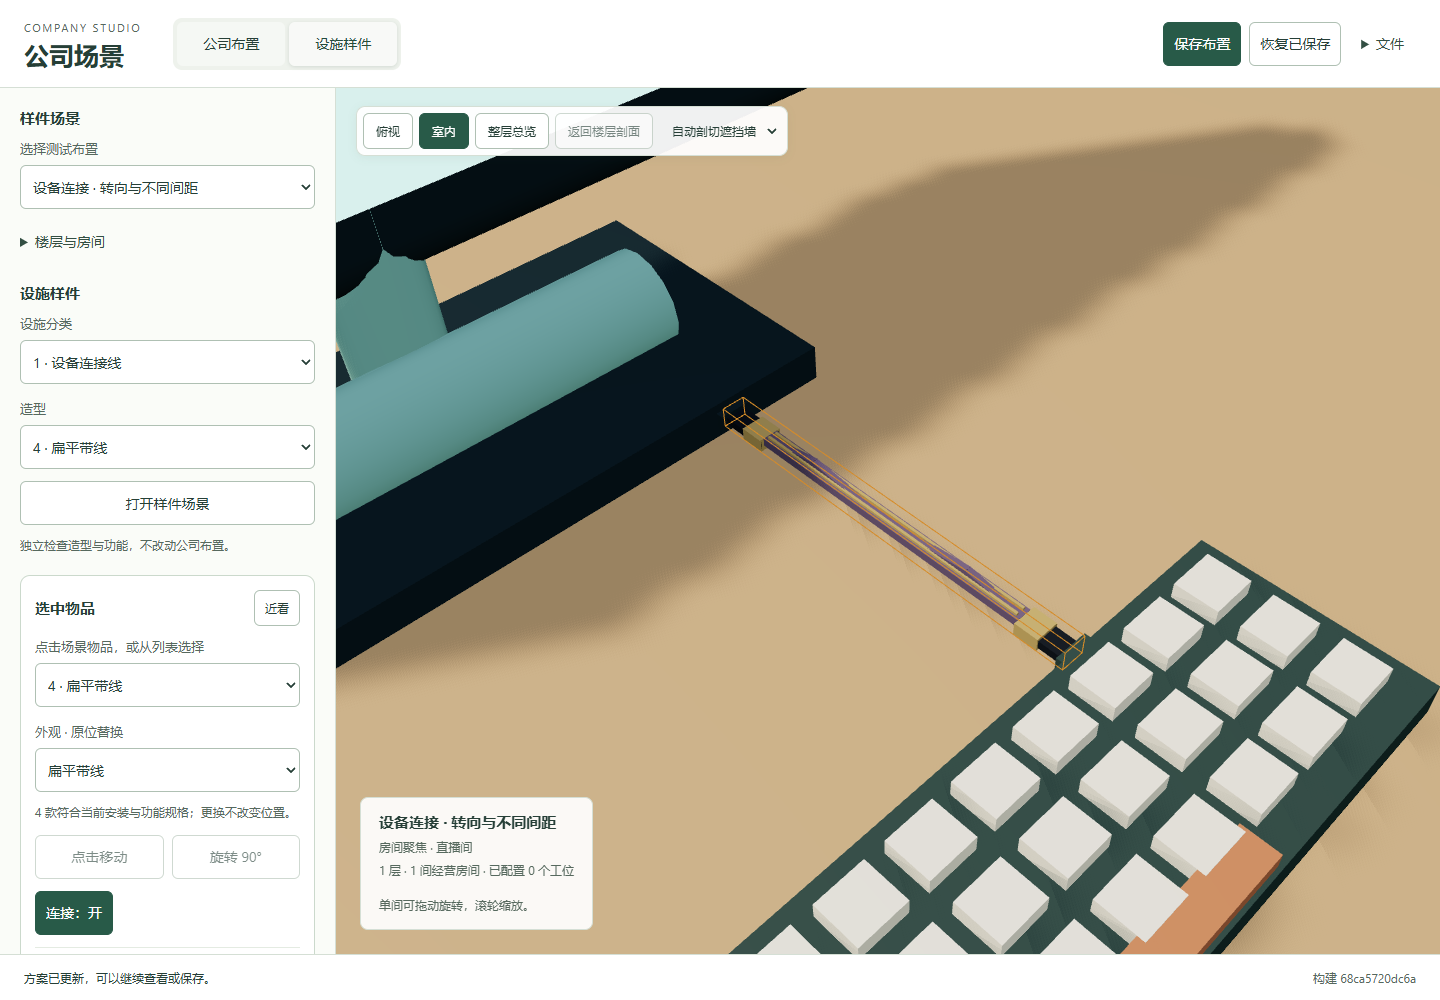 COMPANY STUDIO
公司场景
公司布置
设施样件
保存布置
恢复已保存
文件
样件场景
选择测试布置
设备连接 · 转向与不同间距
楼层与房间
设施样件
设施分类
1 · 设备连接线
造型
4 · 扁平带线
打开样件场景
独立检查造型与功能，不改动公司布置。
选中物品
近看
点击场景物品，或从列表选择
4 · 扁平带线
外观 · 原位替换
扁平带线
4 款符合当前安装与功能规格；更换不改变位置。
点击移动
旋转 90°
连接：开
俯视
室内
整层总览
返回楼层剖面
自动剖切遮挡墙
设备连接 · 转向与不同间距
房间聚焦 · 直播间
1 层 · 1 间经营房间 · 已配置 0 个工位
单间可拖动旋转，滚轮缩放。
方案已更新，可以继续查看或保存。
构建 68ca5720dc6a